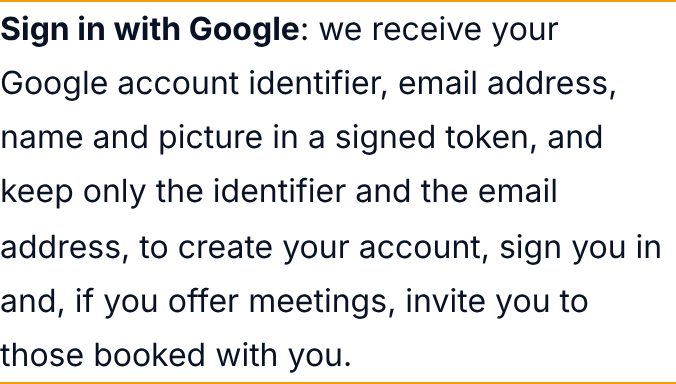 Sign in with Google: we receive your
Google account identifier, email address,
name and picture in a signed token, and
keep only the identifier and the email
address, to create your account, sign you in
and, if you offer meetings, invite you to
those booked with you.